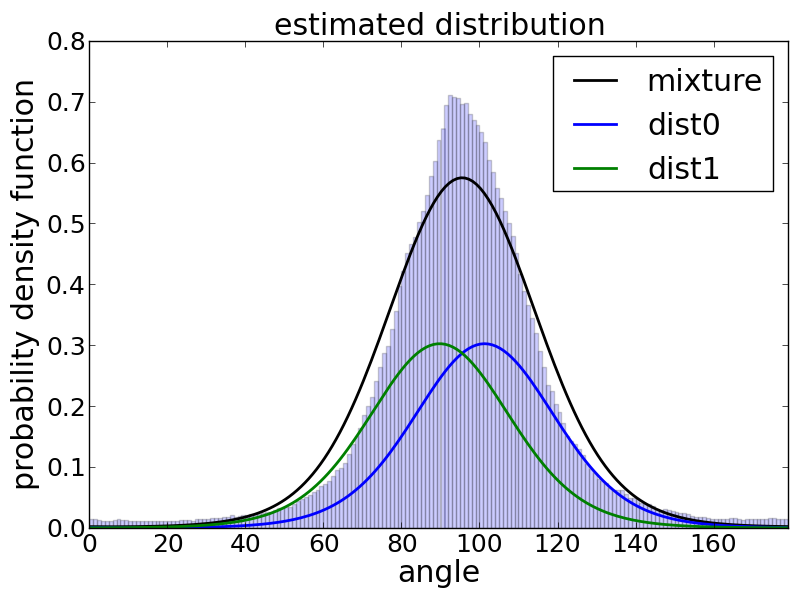 estimated distribution
probability density function
0.8
0.7
0.6
0.5
0.4
0.3
0.2
0.1
0.0
mixture
dist0
dist1
0 20 40 60 80 100 120 140 160
angle